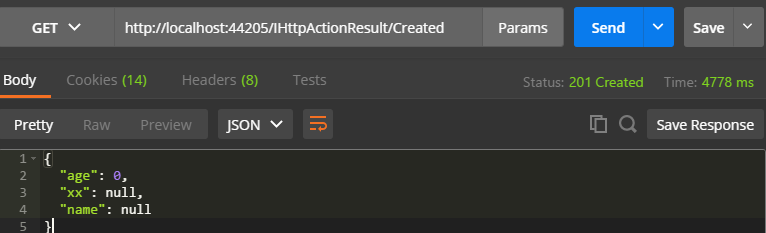 GET http://localhost:44205/IHttpActionResult/Created Params Send Save
Body Cookies (14) Headers (8) Tests Status: 201 Created Time: 4778 ms
Pretty Raw Preview JSON Save Response
1 {
2 "age": 0,
3 "xx": null,
4 "name": null
5 }